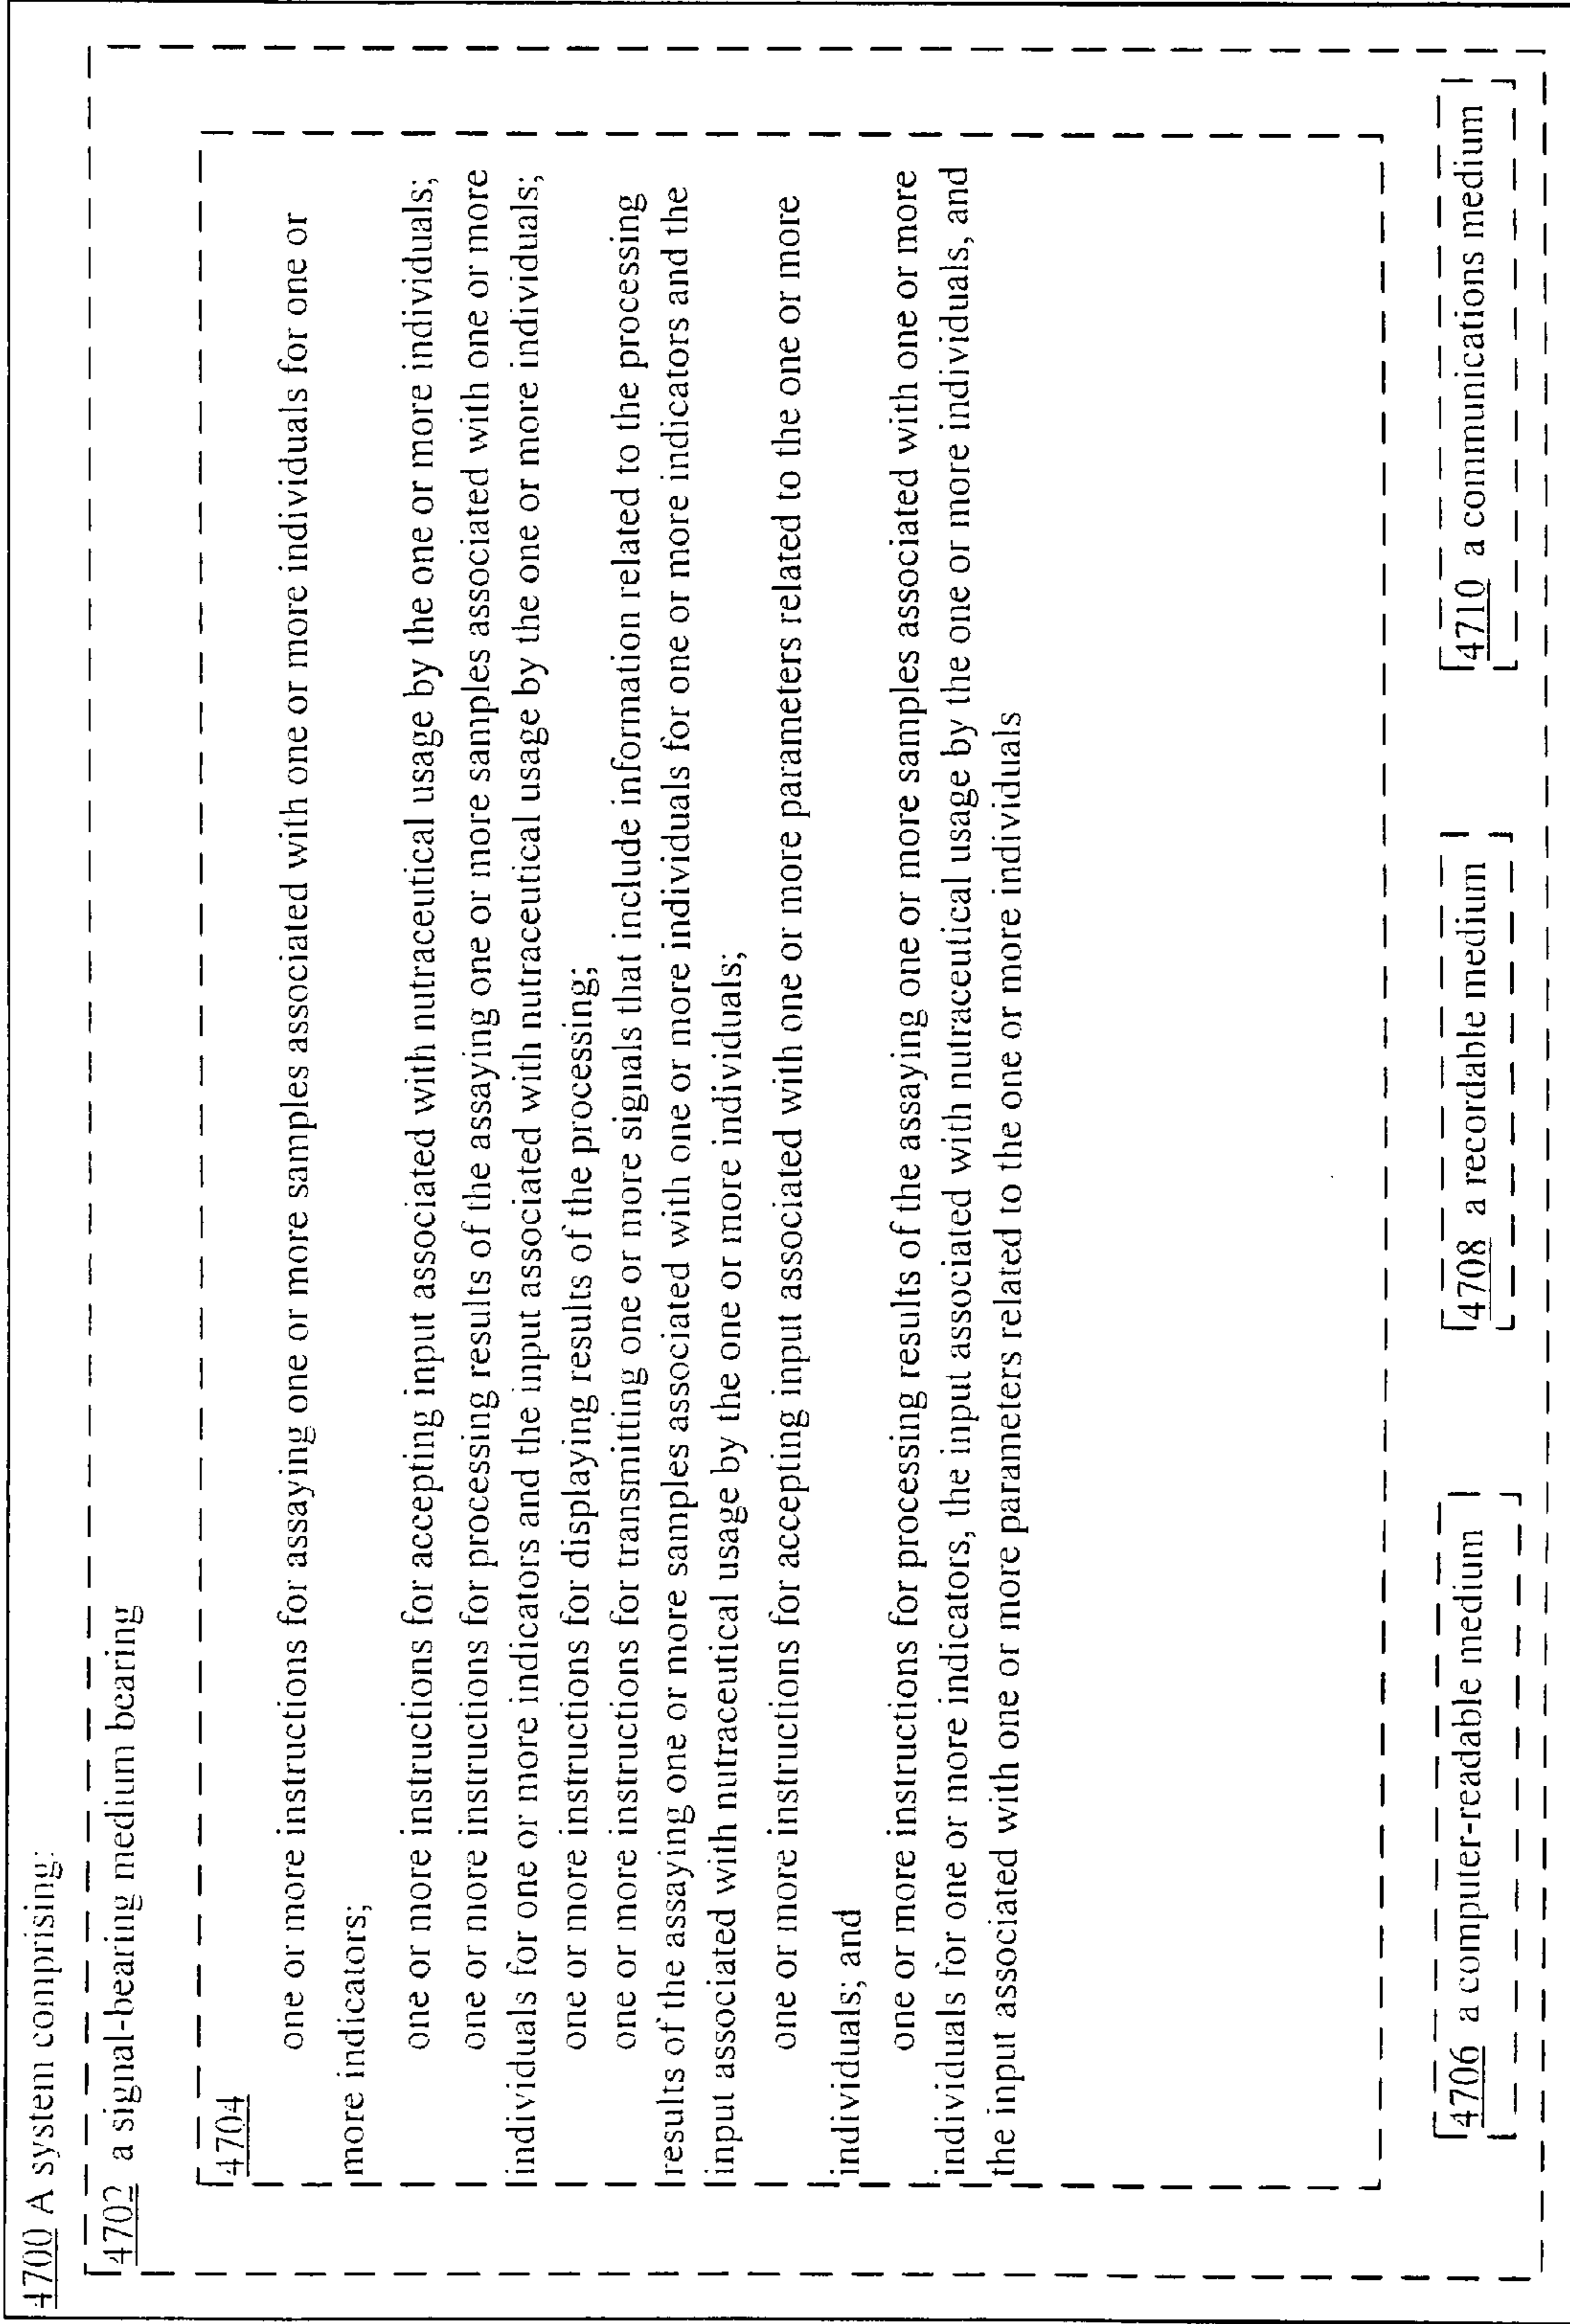 4700 A system comprising:
4702 a signal-bearing medium bearing
4704
one or more instructions for assaying one or more samples associated with one or more individuals for one or
more indicators;
one or more instructions for accepting input associated with nutraceutical usage by the one or more individuals;
one or more instructions for processing results of the assaying one or more samples associated with one or more
individuals for one or more indicators and the input associated with nutraceutical usage by the one or more individuals;
one or more instructions for displaying results of the processing;
one or more instructions for transmitting one or more signals that include information related to the processing
results of the assaying one or more samples associated with one or more individuals for one or more indicators and the
input associated with nutraceutical usage by the one or more individuals;
one or more instructions for accepting input associated with one or more parameters related to the one or more
individuals; and
one or more instructions for processing results of the assaying one or more samples associated with one or more
individuals for one or more indicators, the input associated with nutraceutical usage by the one or more individuals, and
the input associated with one or more parameters related to the one or more individuals
4706 a computer-readable medium
4708 a recordable medium
4710 a communications medium